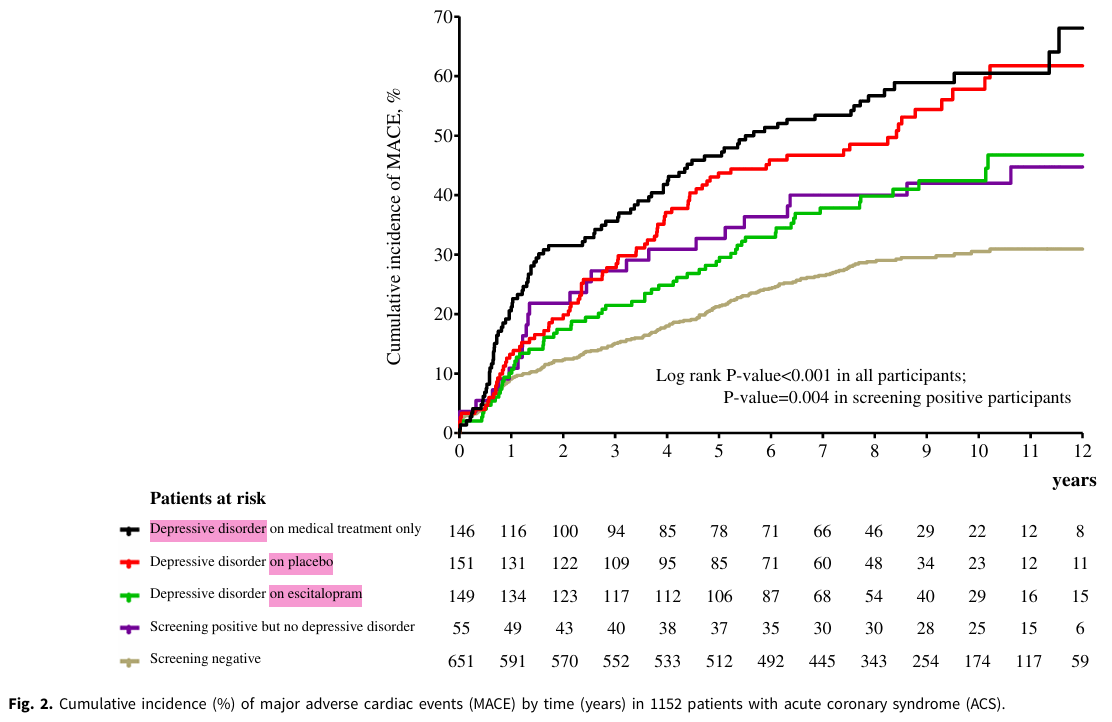 70
60
50
40
30
20
10
0
Cumulative incidence of MACE, %
Log rank P-value<0.001 in all participants;
P-value=0.004 in screening positive participants
0 1 2 3 4 5 6 7 8 9 10 11 12
years
Patients at risk
Depressive disorder on medical treatment only 146 116 100 94 85 78 71 66 46 29 22 12 8
Depressive disorder on placebo 151 131 122 109 95 85 71 60 48 34 23 12 11
Depressive disorder on escitalopram 149 134 123 117 112 106 87 68 54 40 29 16 15
Screening positive but no depressive disorder 55 49 43 40 38 37 35 30 30 28 25 15 6
Screening negative 651 591 570 552 533 512 492 445 343 254 174 117 59
Fig. 2. Cumulative incidence (%) of major adverse cardiac events (MACE) by time (years) in 1152 patients with acute coronary syndrome (ACS).